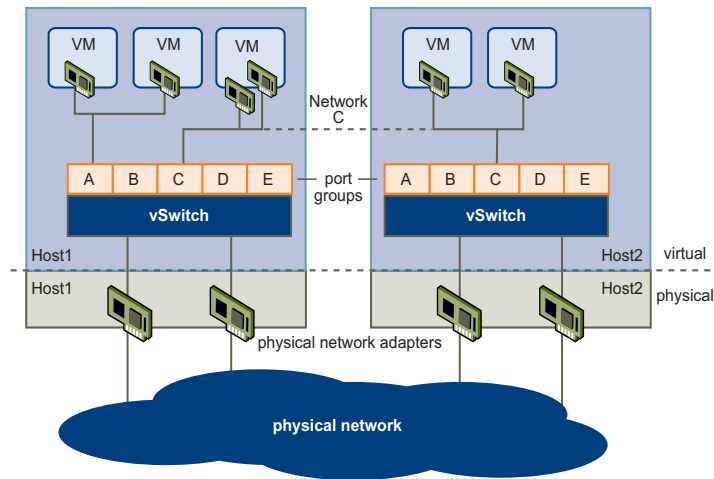 VM
VM
VM
VM
VM
Network
C
A B C D E
port
groups
A B C D E
vSwitch
vSwitch
Host1
Host2
virtual
Host1
Host2
physical
physical network adapters
physical network